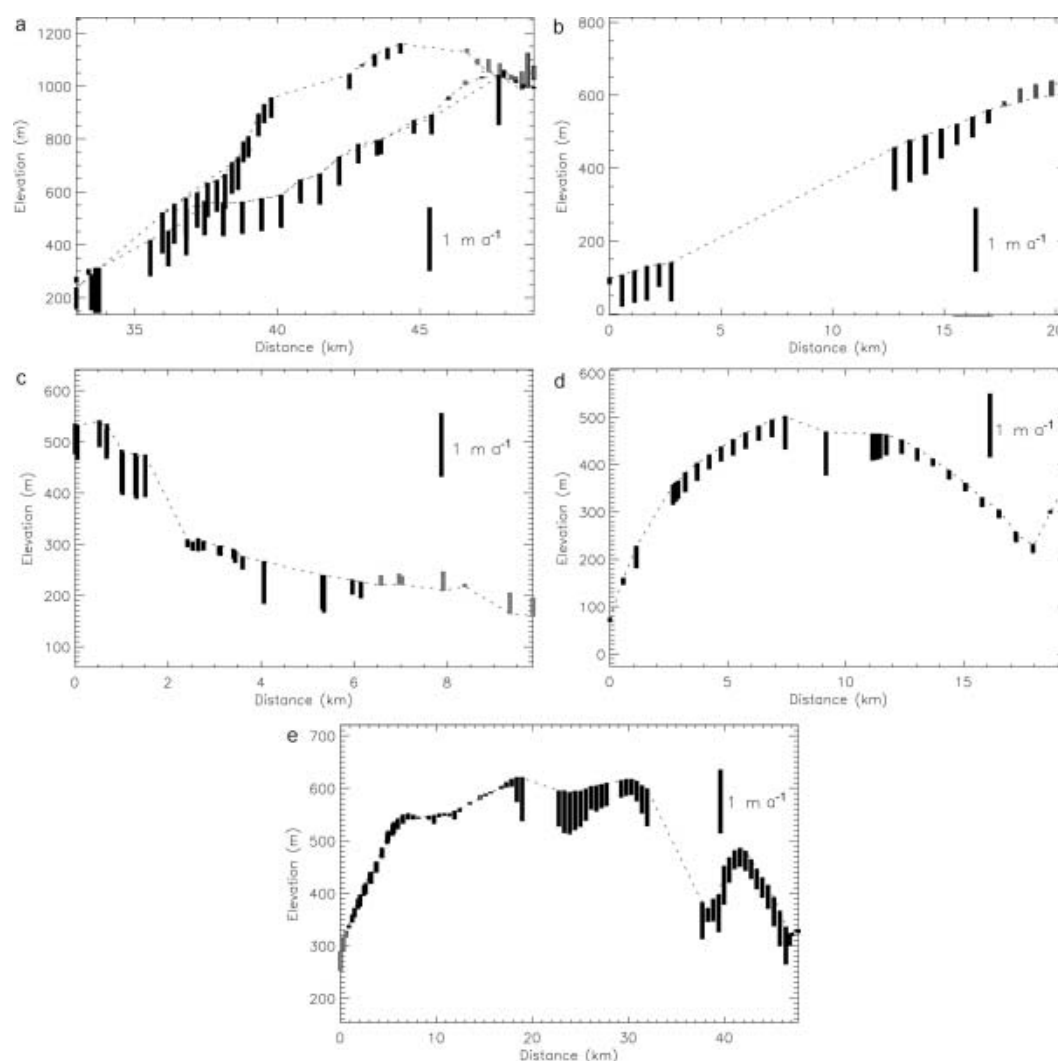 a
1200
1000
800
600
400
200
Elevation (m)
1 m a⁻¹
35 40 45
Distance (km)
b
800
600
400
200
0
Elevation (m)
1 m a⁻¹
0 5 10 15 20
Distance (km)
c
600
500
400
300
200
100
Elevation (m)
1 m a⁻¹
0 2 4 6 8
Distance (km)
d
600
500
400
300
200
100
0
Elevation (m)
1 m a⁻¹
0 5 10 15
Distance (km)
e
700
600
500
400
300
200
Elevation (m)
1 m a⁻¹
0 10 20 30 40
Distance (km)